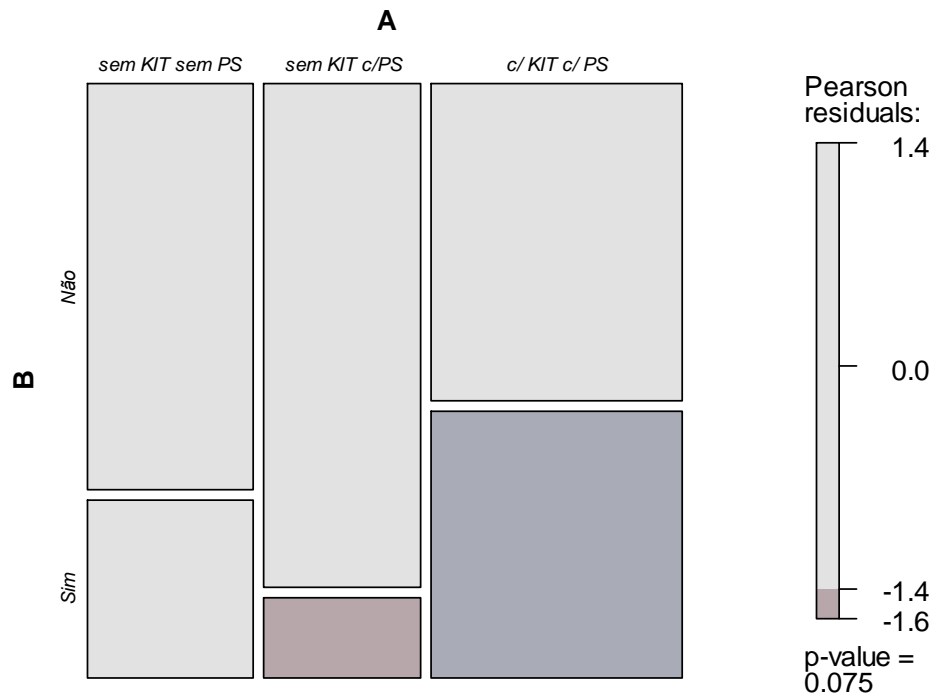 A
sem KIT sem PS
sem KIT c/PS
c/ KIT c/ PS
B
Não
Sim
Pearson
residuals:
1.4
0.0
-1.4
-1.6
p-value =
0.075